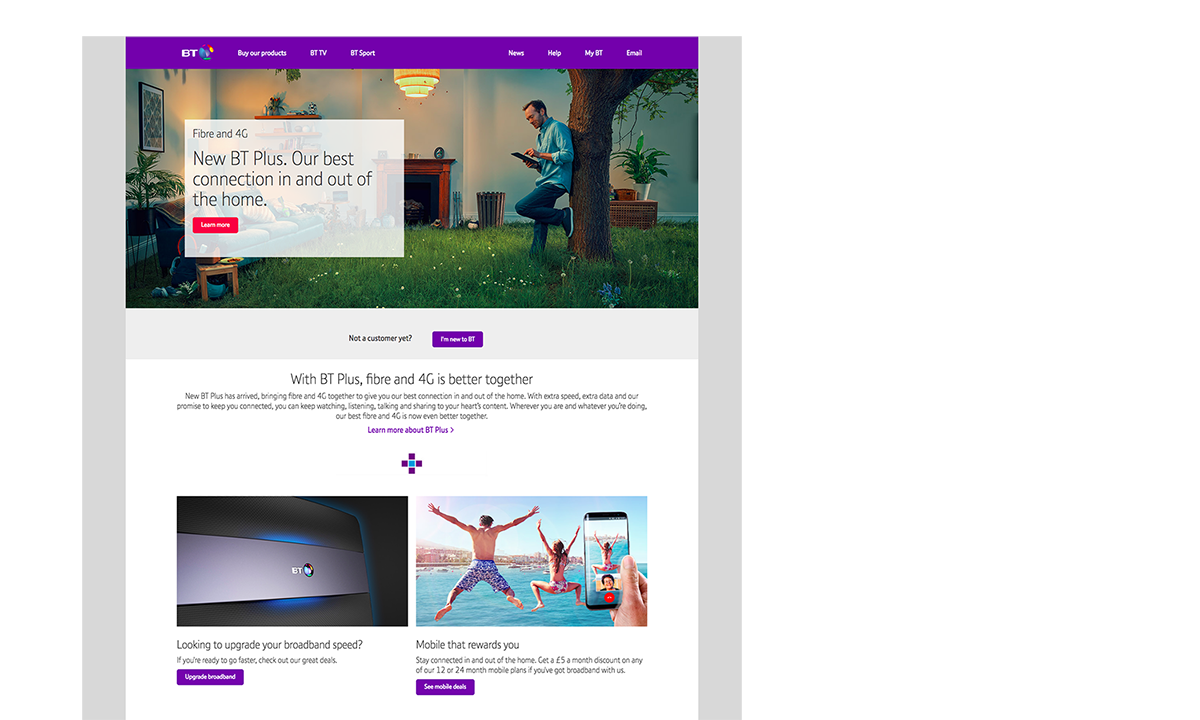 BT
Buy our products
BT TV
BT Sport
News
Help
My BT
Email
Fibre and 4G
New BT Plus. Our best
connection in and out of
the home.
Learn more
Not a customer yet?
I'm new to BT
With BT Plus, fibre and 4G is better together
New BT Plus has arrived, bringing fibre and 4G together to give you our best connection in and out of the home. With extra speed, extra data and our
promise to keep you connected, you can keep watching, listening, talking and sharing to your heart's content. Wherever you are and whatever you're doing,
our best fibre and 4G is now even better together.
Learn more about BT Plus >
BT
Looking to upgrade your broadband speed?
If you're ready to go faster, check out our great deals.
Upgrade broadband
Mobile that rewards you
Stay connected in and out of the home. Get a £5 a month discount on any
of our 12 or 24 month mobile plans if you've got broadband with us.
See mobile deals